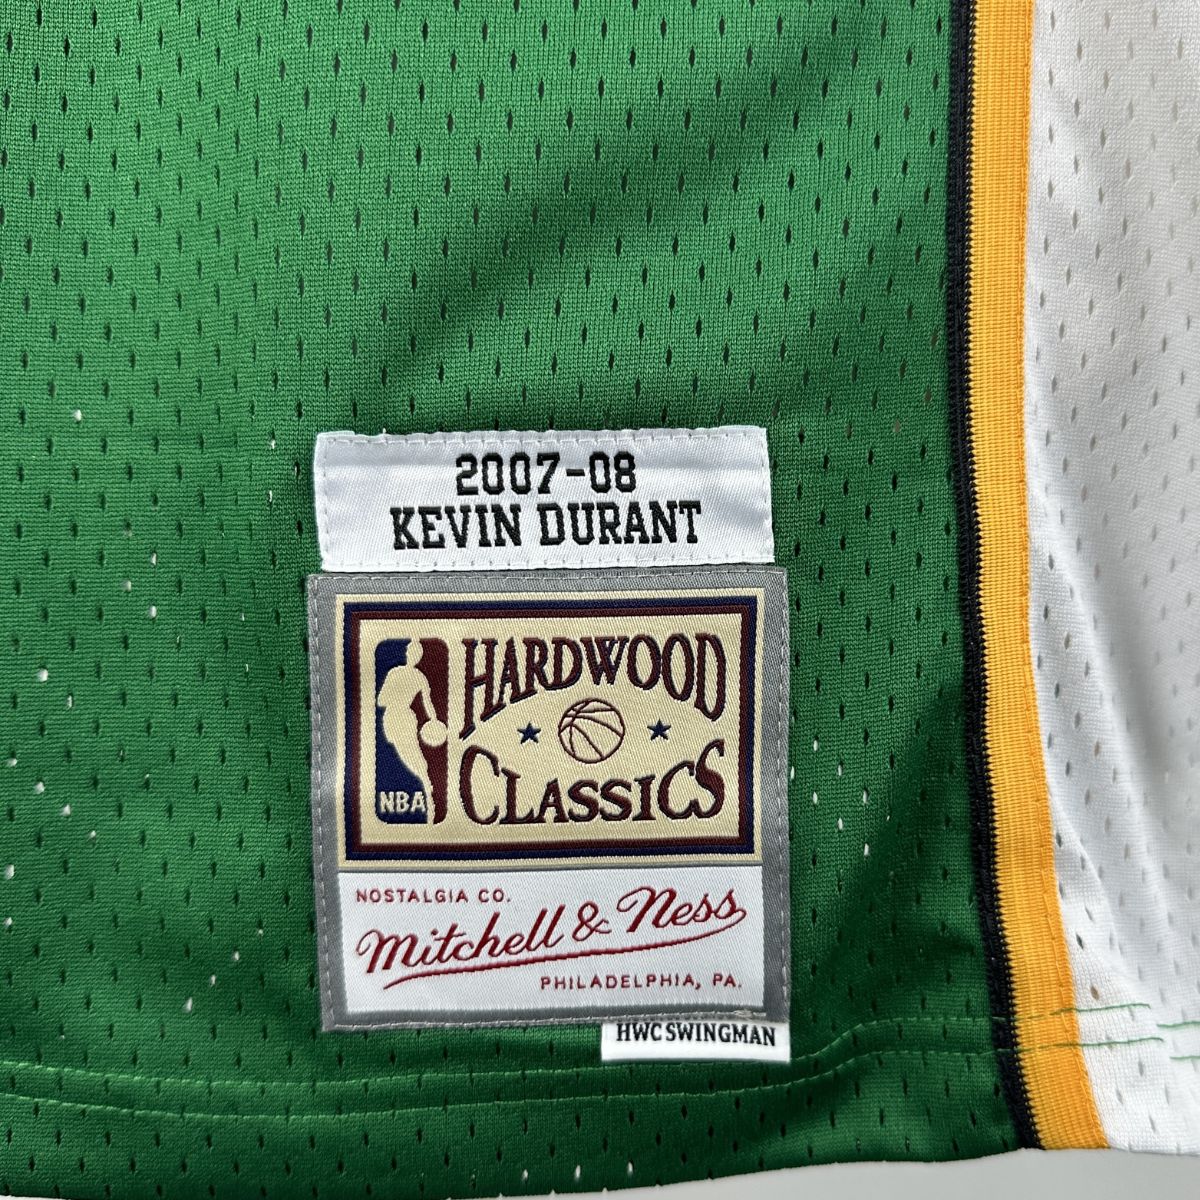 2007-08
KEVIN DURANT
HARDWOOD
CLASSICS
NBA
NOSTALGIA CO.
Mitchell & Ness
PHILADELPHIA, PA.
HWC SWINGMAN